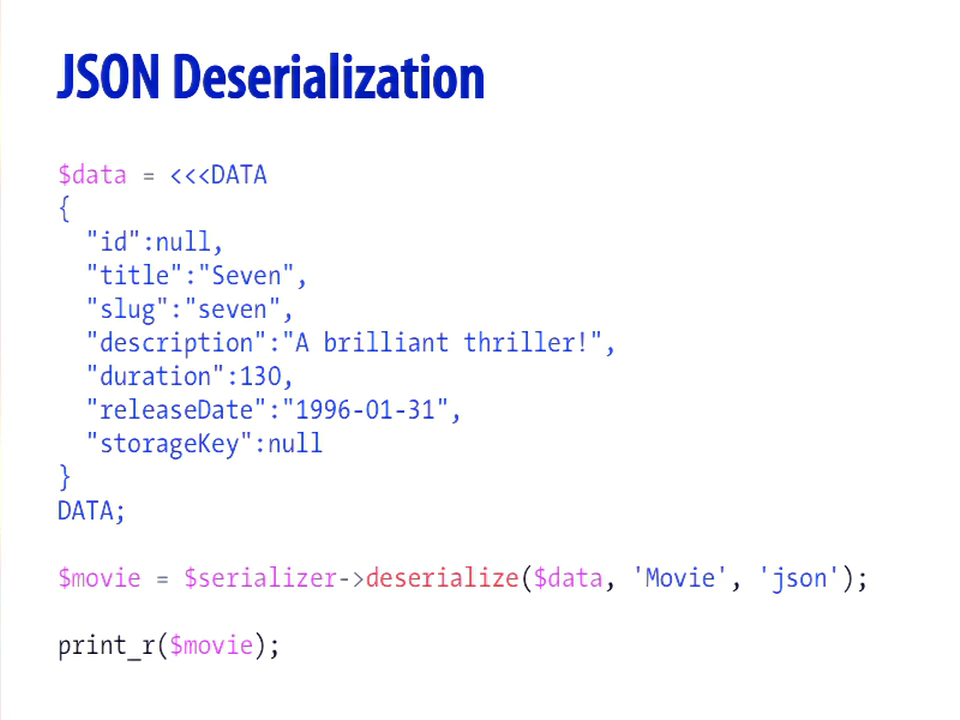 JSON Deserialization
$data = <<<DATA
{
  "id":null,
  "title":"Seven",
  "slug":"seven",
  "description":"A brilliant thriller!",
  "duration":130,
  "releaseDate":"1996-01-31",
  "storageKey":null
}
DATA;
$movie = $serializer->deserialize($data, 'Movie', 'json');
print_r($movie);